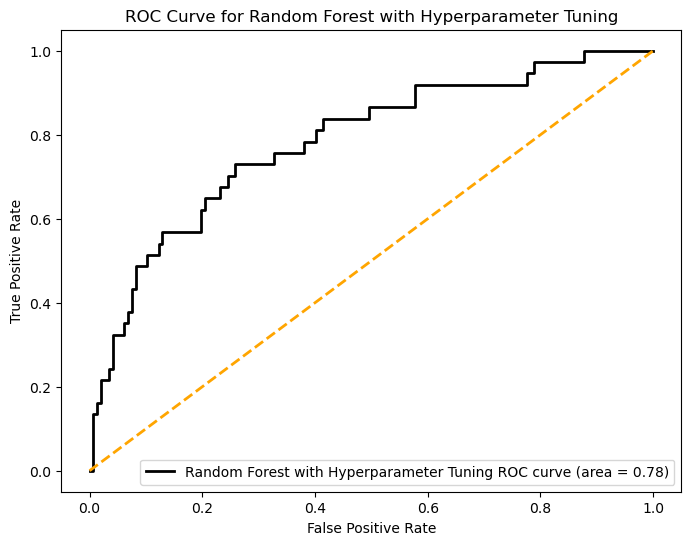 ROC Curve for Random Forest with Hyperparameter Tuning
True Positive Rate
1.0
0.8
0.6
0.4
0.2
0.0
Random Forest with Hyperparameter Tuning ROC curve (area = 0.78)
0.0 0.2 0.4 0.6 0.8 1.0
False Positive Rate